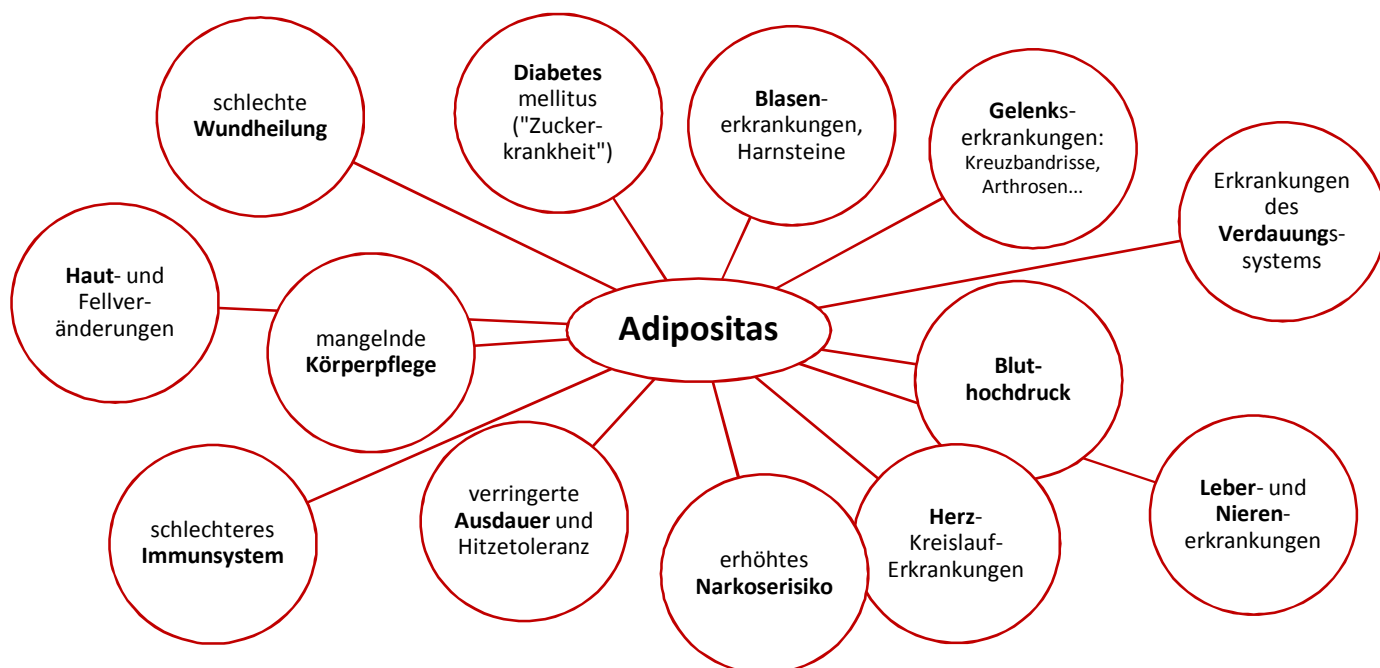 schlechte
Wundheilung
Diabetes
mellitus
("Zucker-
krankheit")
Blasen-
erkrankungen,
Harnsteine
Gelenks-
erkrankungen:
Kreuzbandrisse,
Arthrosen...
Erkrankungen
des
Verdauungs-
systems
Haut- und
Fellver-
änderungen
mangelnde
Körperpflege
Adipositas
Blut-
hochdruck
schlechteres
Immunsystem
verringerte
Ausdauer und
Hitzetoleranz
erhöhtes
Narkoserisiko
Herz-
Kreislauf-
Erkrankungen
Leber- und
Nieren-
erkrankungen